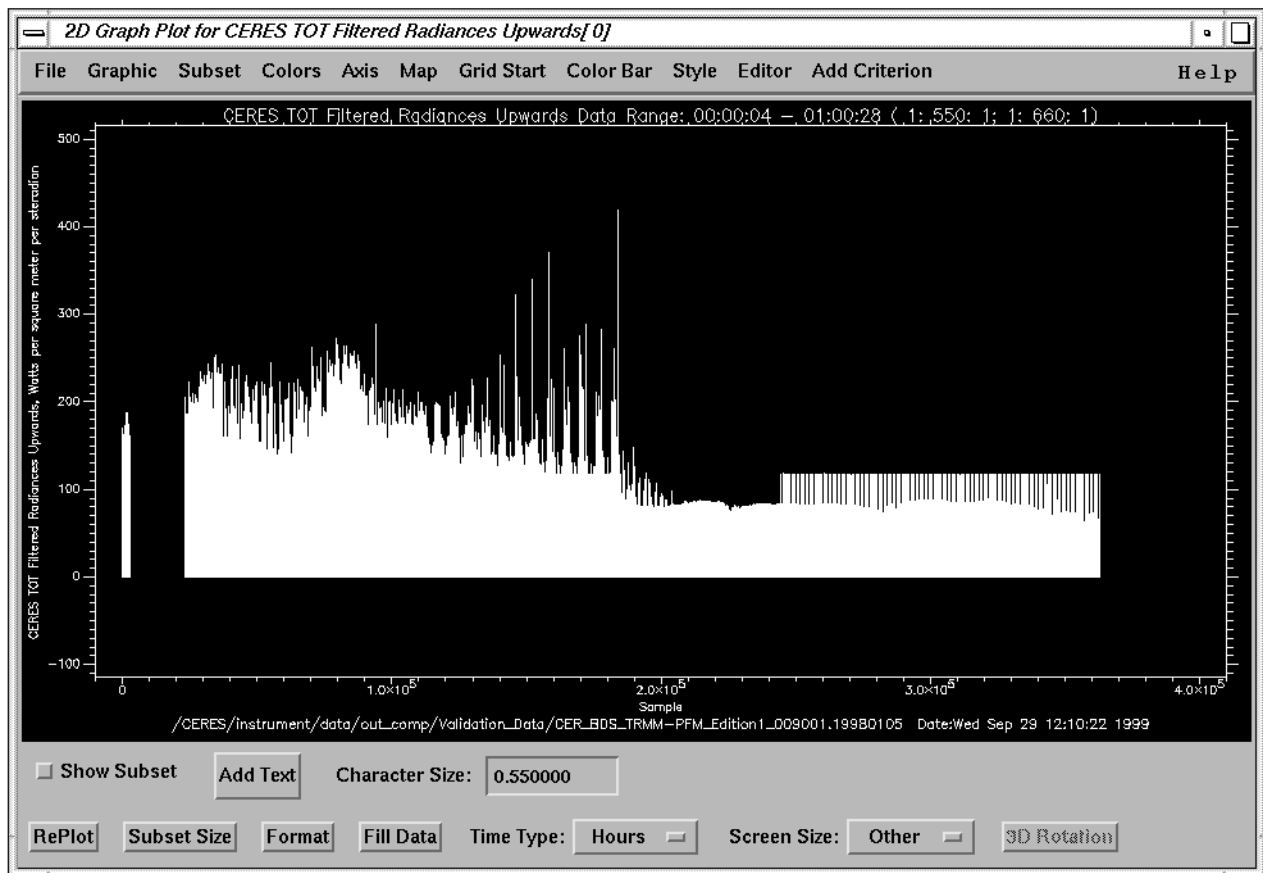 2D Graph Plot for CERES TOT Filtered Radiances Upwards[ 0]
File Graphic Subset Colors Axis Map Grid Start Color Bar Style Editor Add Criterion Help
CERES TOT Filtered Radiances Upwards Data Range: 00:00:04 – 01:00:28 ( 1: 550: 1; 1: 660: 1)
CERES TOT Filtered Radiances Upwards, Watts per square meter per steradian
500
400
300
200
100
0
-100
0 1.0×10⁵ 2.0×10⁵ 3.0×10⁵ 4.0×10⁵
Sample
/CERES/instrument/data/out_comp/Validation_Data/CER_BDS_TRMM-PFM_Edition1_009001.19980105 Date:Wed Sep 29 12:10:22 1999
Show Subset Add Text Character Size: 0.550000
RePlot Subset Size Format Fill Data Time Type: Hours Screen Size: Other 3D Rotation